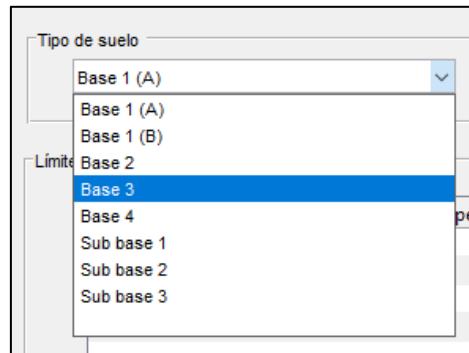 Tipo de suelo
Base 1 (A)
Base 1 (A)
Base 1 (B)
Base 2
Base 3
Base 4
Sub base 1
Sub base 2
Sub base 3